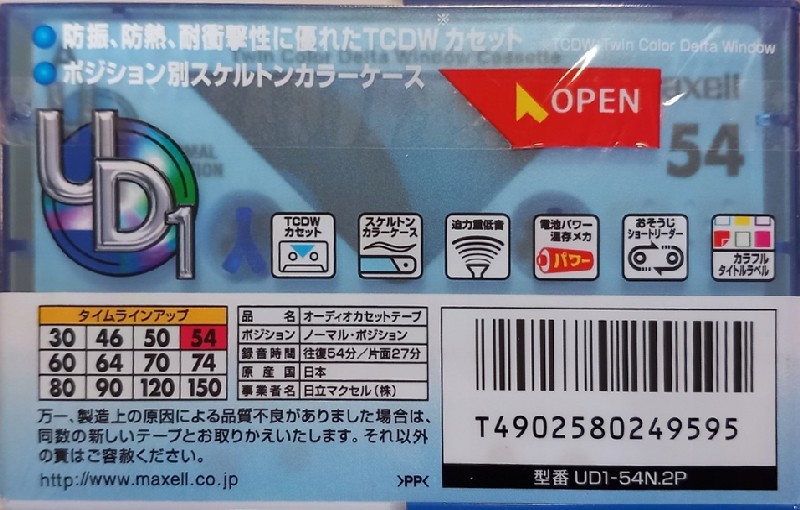 防振、防熱、耐衝撃性に優れたTCDWカセット
※TCDW:Twin Color Delta Window
Twin Color Delta Window Cassette
ポジション別スケルトンカラーケース
OPEN
maxell
54
UD1
TCDW
カセット
スケルトン
カラーケース
迫力重低音
電池パワー
温存メカ
パワー
おそうじ
ショートリーダー
カラフル
タイトルラベル
タイムラインアップ
30 46 50 54
60 64 70 74
80 90 120 150
品名 オーディオカセットテープ
ポジション ノーマル・ポジション
録音時間 往復54分/片面27分
原産国 日本
事業者名 日立マクセル(株)
万一、製造上の原因による品質不良がありました場合は、
同数の新しいテープとお取りかえいたします。それ以外
の責はご容赦ください。
http://www.maxell.co.jp
>PP<
T4902580249595
型番 UD1-54N.2P